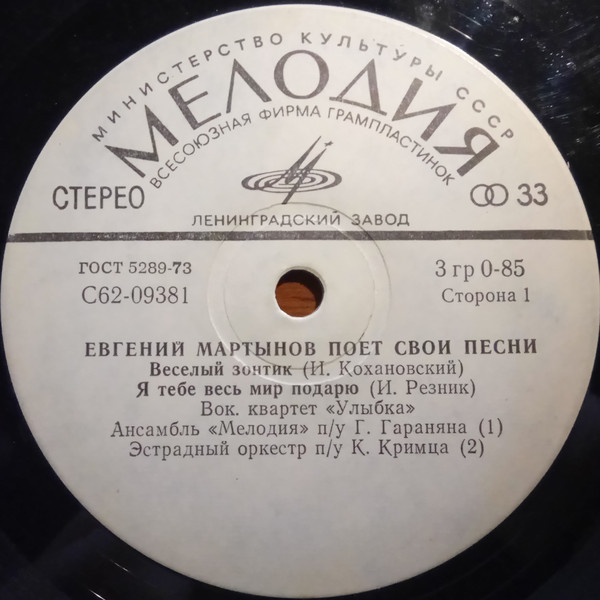 МИНИСТЕРСТВО КУЛЬТУРЫ СССР
МЕЛОДИЯ
ВСЕСОЮЗНАЯ ФИРМА ГРАМПЛАСТИНОК
СТЕРЕО
33
ЛЕНИНГРАДСКИЙ ЗАВОД
ГОСТ 5289-73
3 гр 0-85
С62-09381
Сторона 1
ЕВГЕНИЙ МАРТЫНОВ ПОЕТ СВОИ ПЕСНИ
Веселый зонтик (И. Кохановский)
Я тебе весь мир подарю (И. Резник)
Вок. квартет «Улыбка»
Ансамбль «Мелодия» п/у Г. Гараняна (1)
Эстрадный оркестр п/у К. Кримца (2)